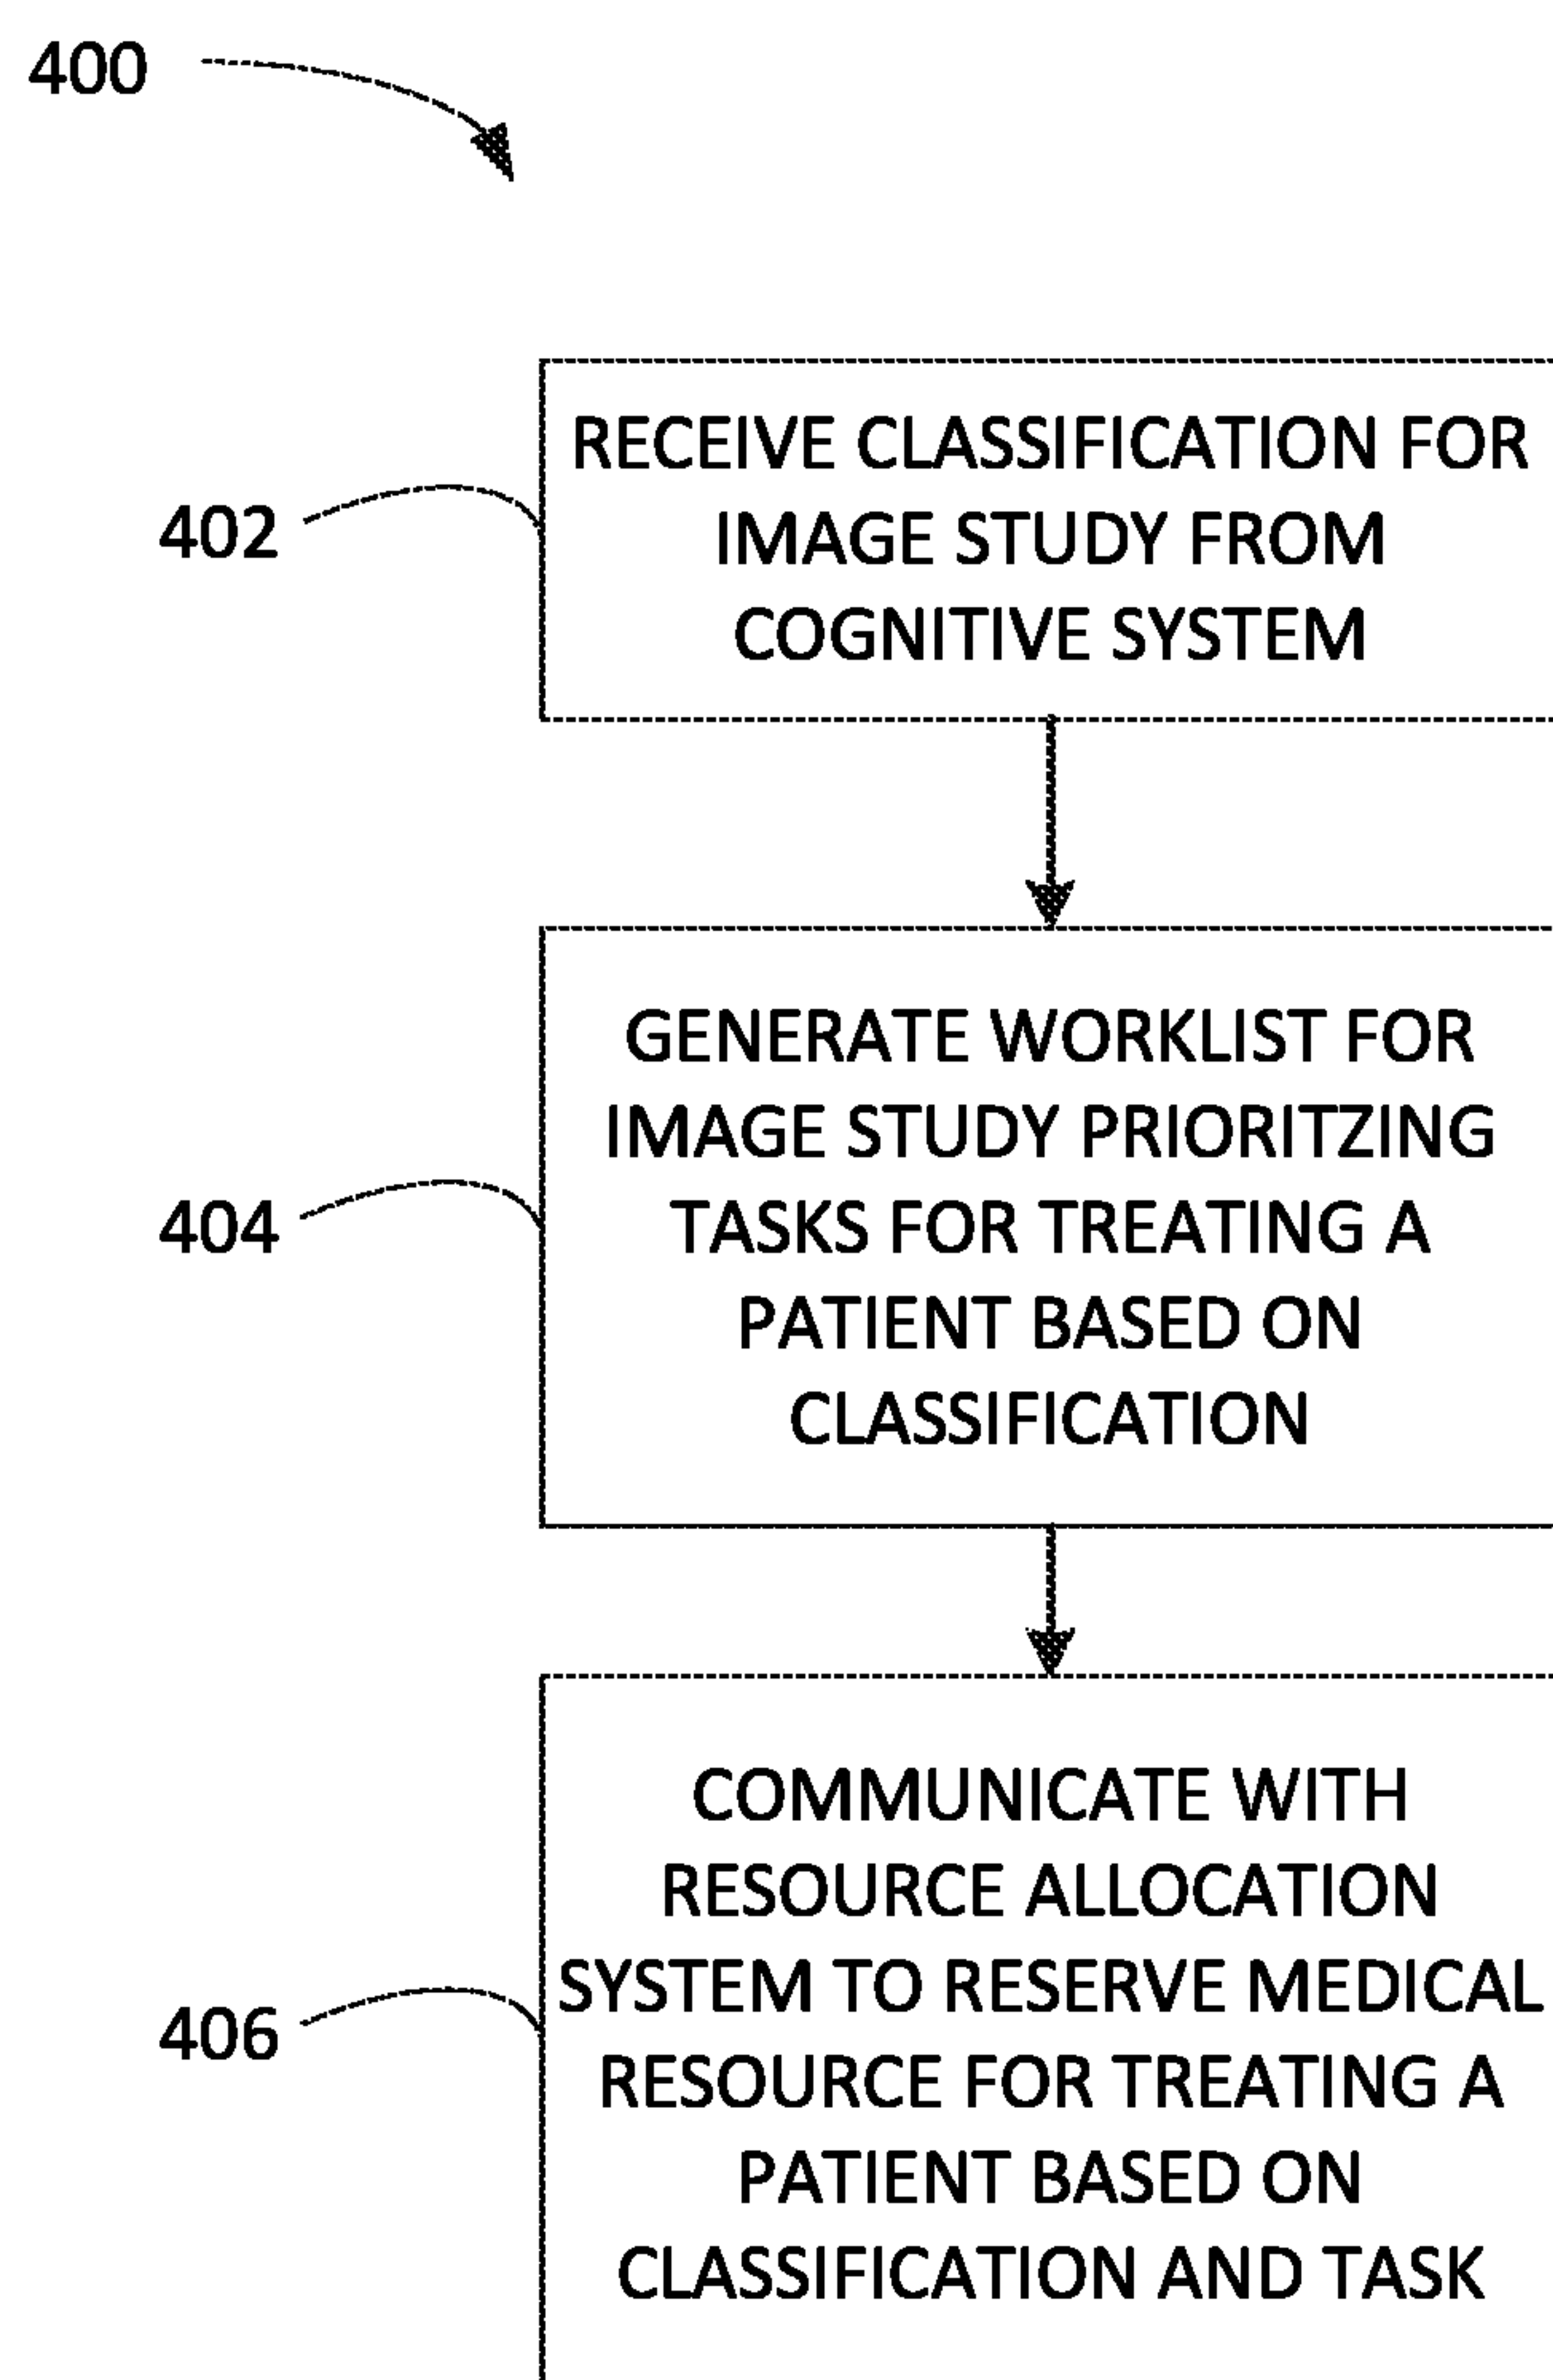 400
402
RECEIVE CLASSIFICATION FOR
IMAGE STUDY FROM
COGNITIVE SYSTEM
404
GENERATE WORKLIST FOR
IMAGE STUDY PRIORITZING
TASKS FOR TREATING A
PATIENT BASED ON
CLASSIFICATION
406
COMMUNICATE WITH
RESOURCE ALLOCATION
SYSTEM TO RESERVE MEDICAL
RESOURCE FOR TREATING A
PATIENT BASED ON
CLASSIFICATION AND TASK